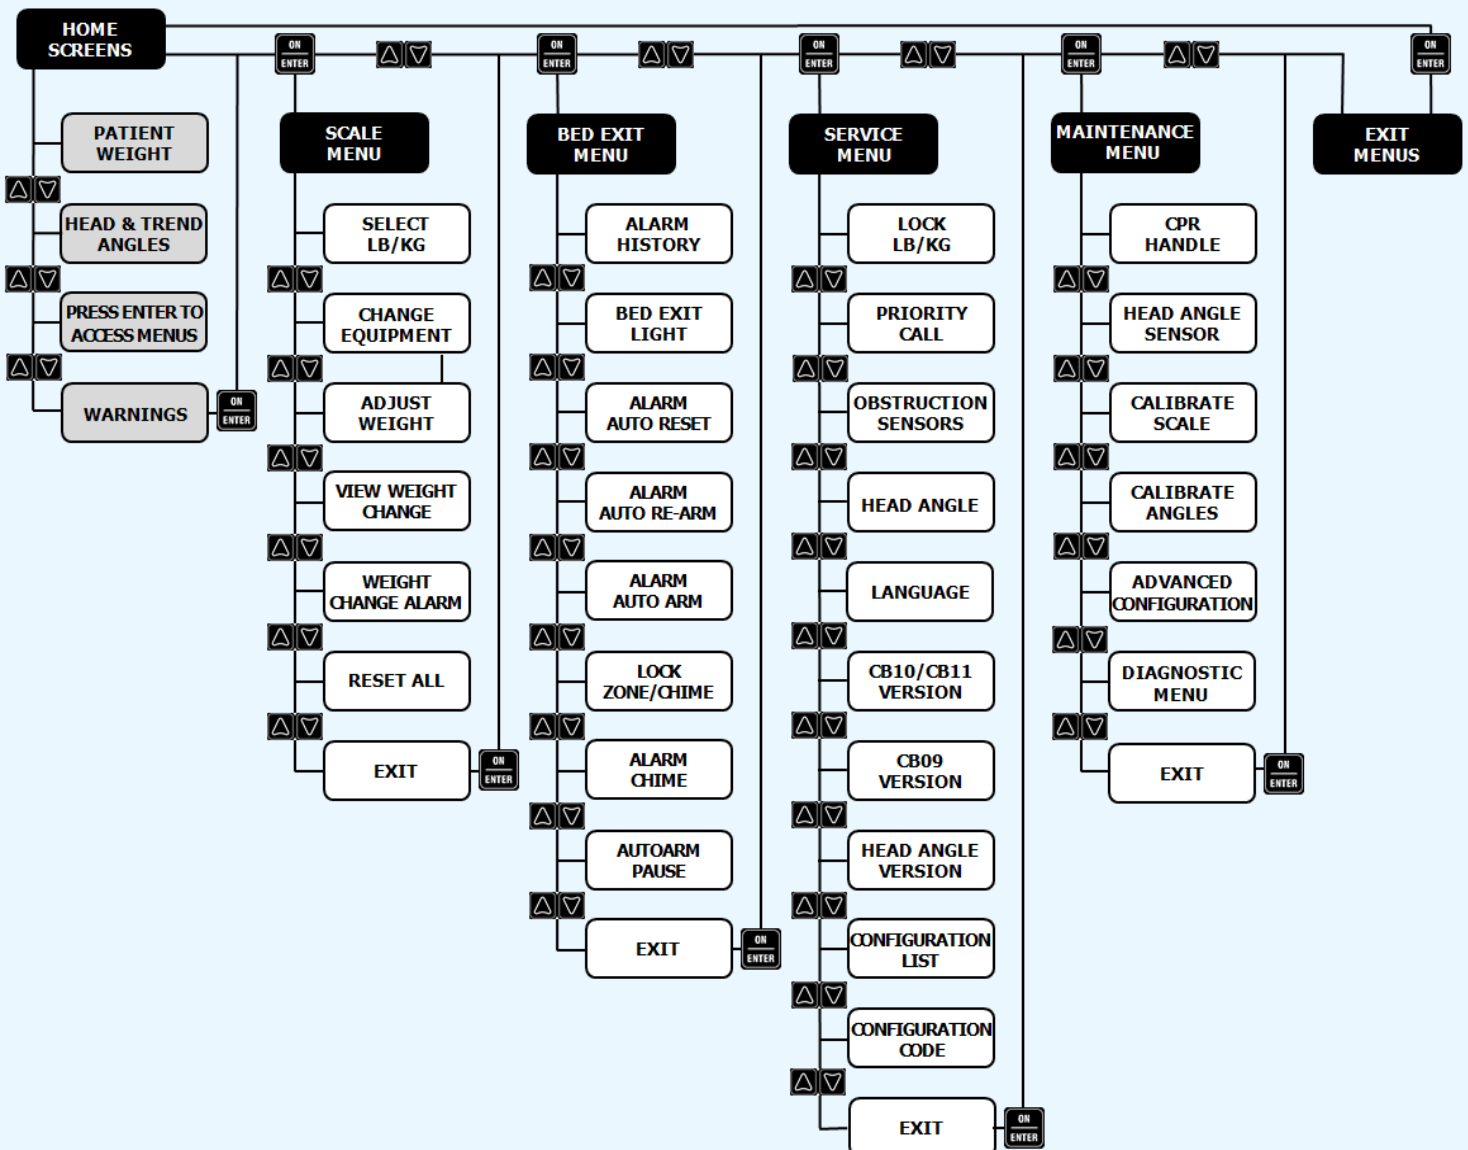 HOME
SCREENS
ON
ENTER
ON
ENTER
ON
ENTER
ON
ENTER
ON
ENTER
PATIENT
WEIGHT
HEAD & TREND
ANGLES
PRESS ENTER TO
ACCESS MENUS
WARNINGS
ON
ENTER
SCALE
MENU
SELECT
LB/KG
CHANGE
EQUIPMENT
ADJUST
WEIGHT
VIEW WEIGHT
CHANGE
WEIGHT
CHANGE ALARM
RESET ALL
EXIT
ON
ENTER
BED EXIT
MENU
ALARM
HISTORY
BED EXIT
LIGHT
ALARM
AUTO RESET
ALARM
AUTO RE-ARM
ALARM
AUTO ARM
LOCK
ZONE/CHIME
ALARM
CHIME
AUTOARM
PAUSE
EXIT
ON
ENTER
SERVICE
MENU
LOCK
LB/KG
PRIORITY
CALL
OBSTRUCTION
SENSORS
HEAD ANGLE
LANGUAGE
CB10/CB11
VERSION
CB09
VERSION
HEAD ANGLE
VERSION
CONFIGURATION
LIST
CONFIGURATION
CODE
EXIT
ON
ENTER
MAINTENANCE
MENU
CPR
HANDLE
HEAD ANGLE
SENSOR
CALIBRATE
SCALE
CALIBRATE
ANGLES
ADVANCED
CONFIGURATION
DIAGNOSTIC
MENU
EXIT
ON
ENTER
EXIT
MENUS